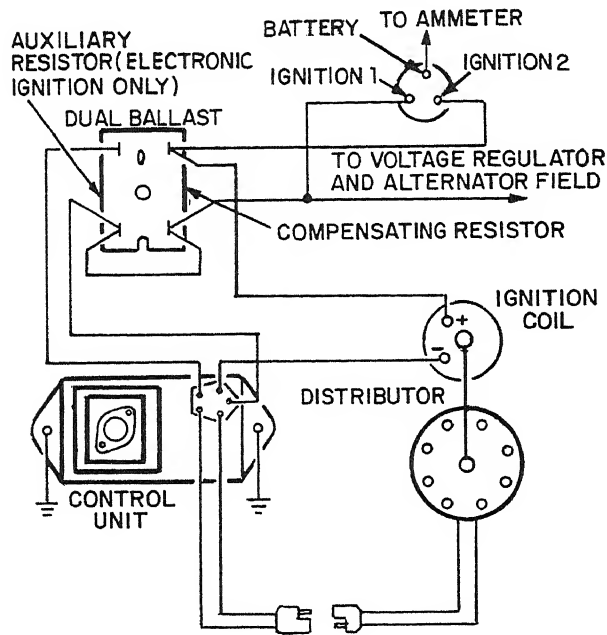 AUXILIARY
RESISTOR(ELECTRONIC
IGNITION ONLY)
BATTERY
TO AMMETER
IGNITION 1
IGNITION 2
DUAL BALLAST
TO VOLTAGE REGULATOR
AND ALTERNATOR FIELD
COMPENSATING RESISTOR
IGNITION
COIL
+
-
DISTRIBUTOR
CONTROL
UNIT